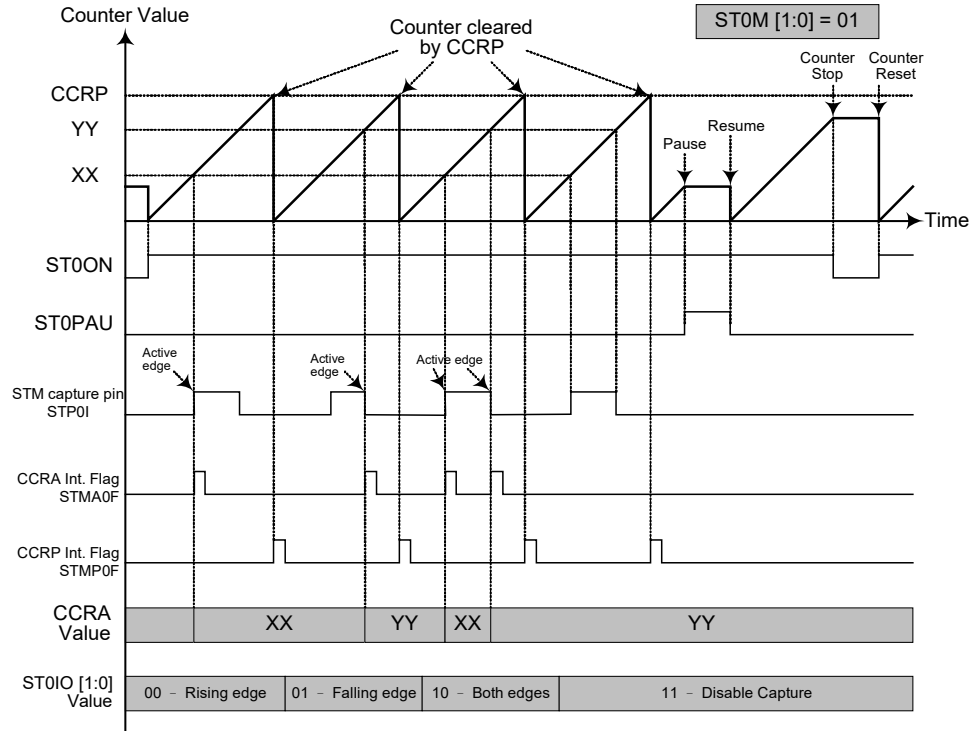 Counter Value
ST0M [1:0] = 01
Counter cleared
by CCRP
Counter
Stop
Counter
Reset
CCRP
YY
XX
Pause
Resume
Time
ST0ON
ST0PAU
Active
edge
Active
edge
Active edge
STM capture pin
STP0I
CCRA Int. Flag
STMA0F
CCRP Int. Flag
STMP0F
CCRA
Value
XX
YY
XX
YY
ST0IO [1:0]
Value
00 – Rising edge
01 – Falling edge
10 – Both edges
11 – Disable Capture